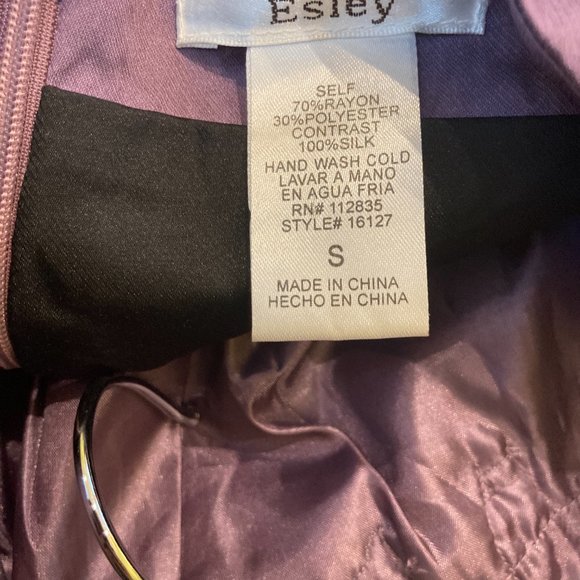 Esley
SELF
70%RAYON
30%POLYESTER
CONTRAST
100%SILK
HAND WASH COLD
LAVAR A MANO
EN AGUA FRIA
RN# 112835
STYLE# 16127
S
MADE IN CHINA
HECHO EN CHINA